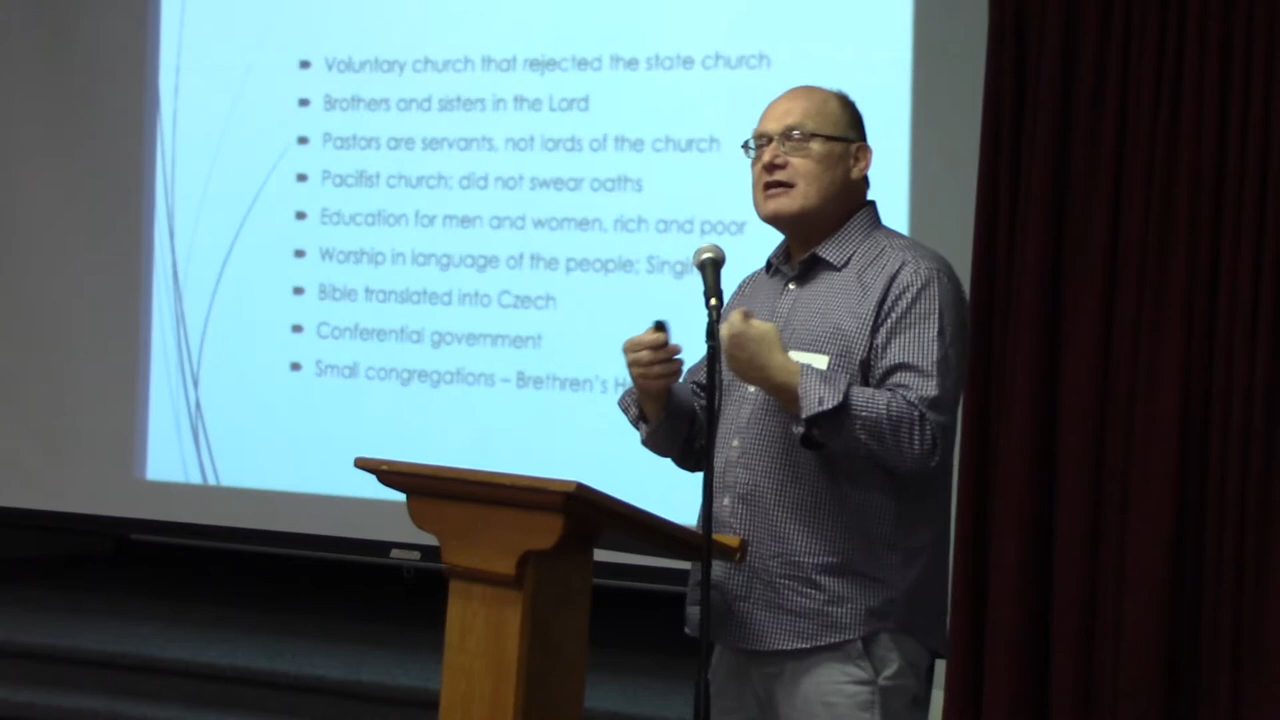 Voluntary church that rejected the state church
Brothers and sisters in the Lord
Pastors are servants, not lords of the church
Pacifist church; did not swear oaths
Education for men and women, rich and poor
Worship in language of the people;
Bible translated into Czech
Conferential government
Small congregations – Brethren's